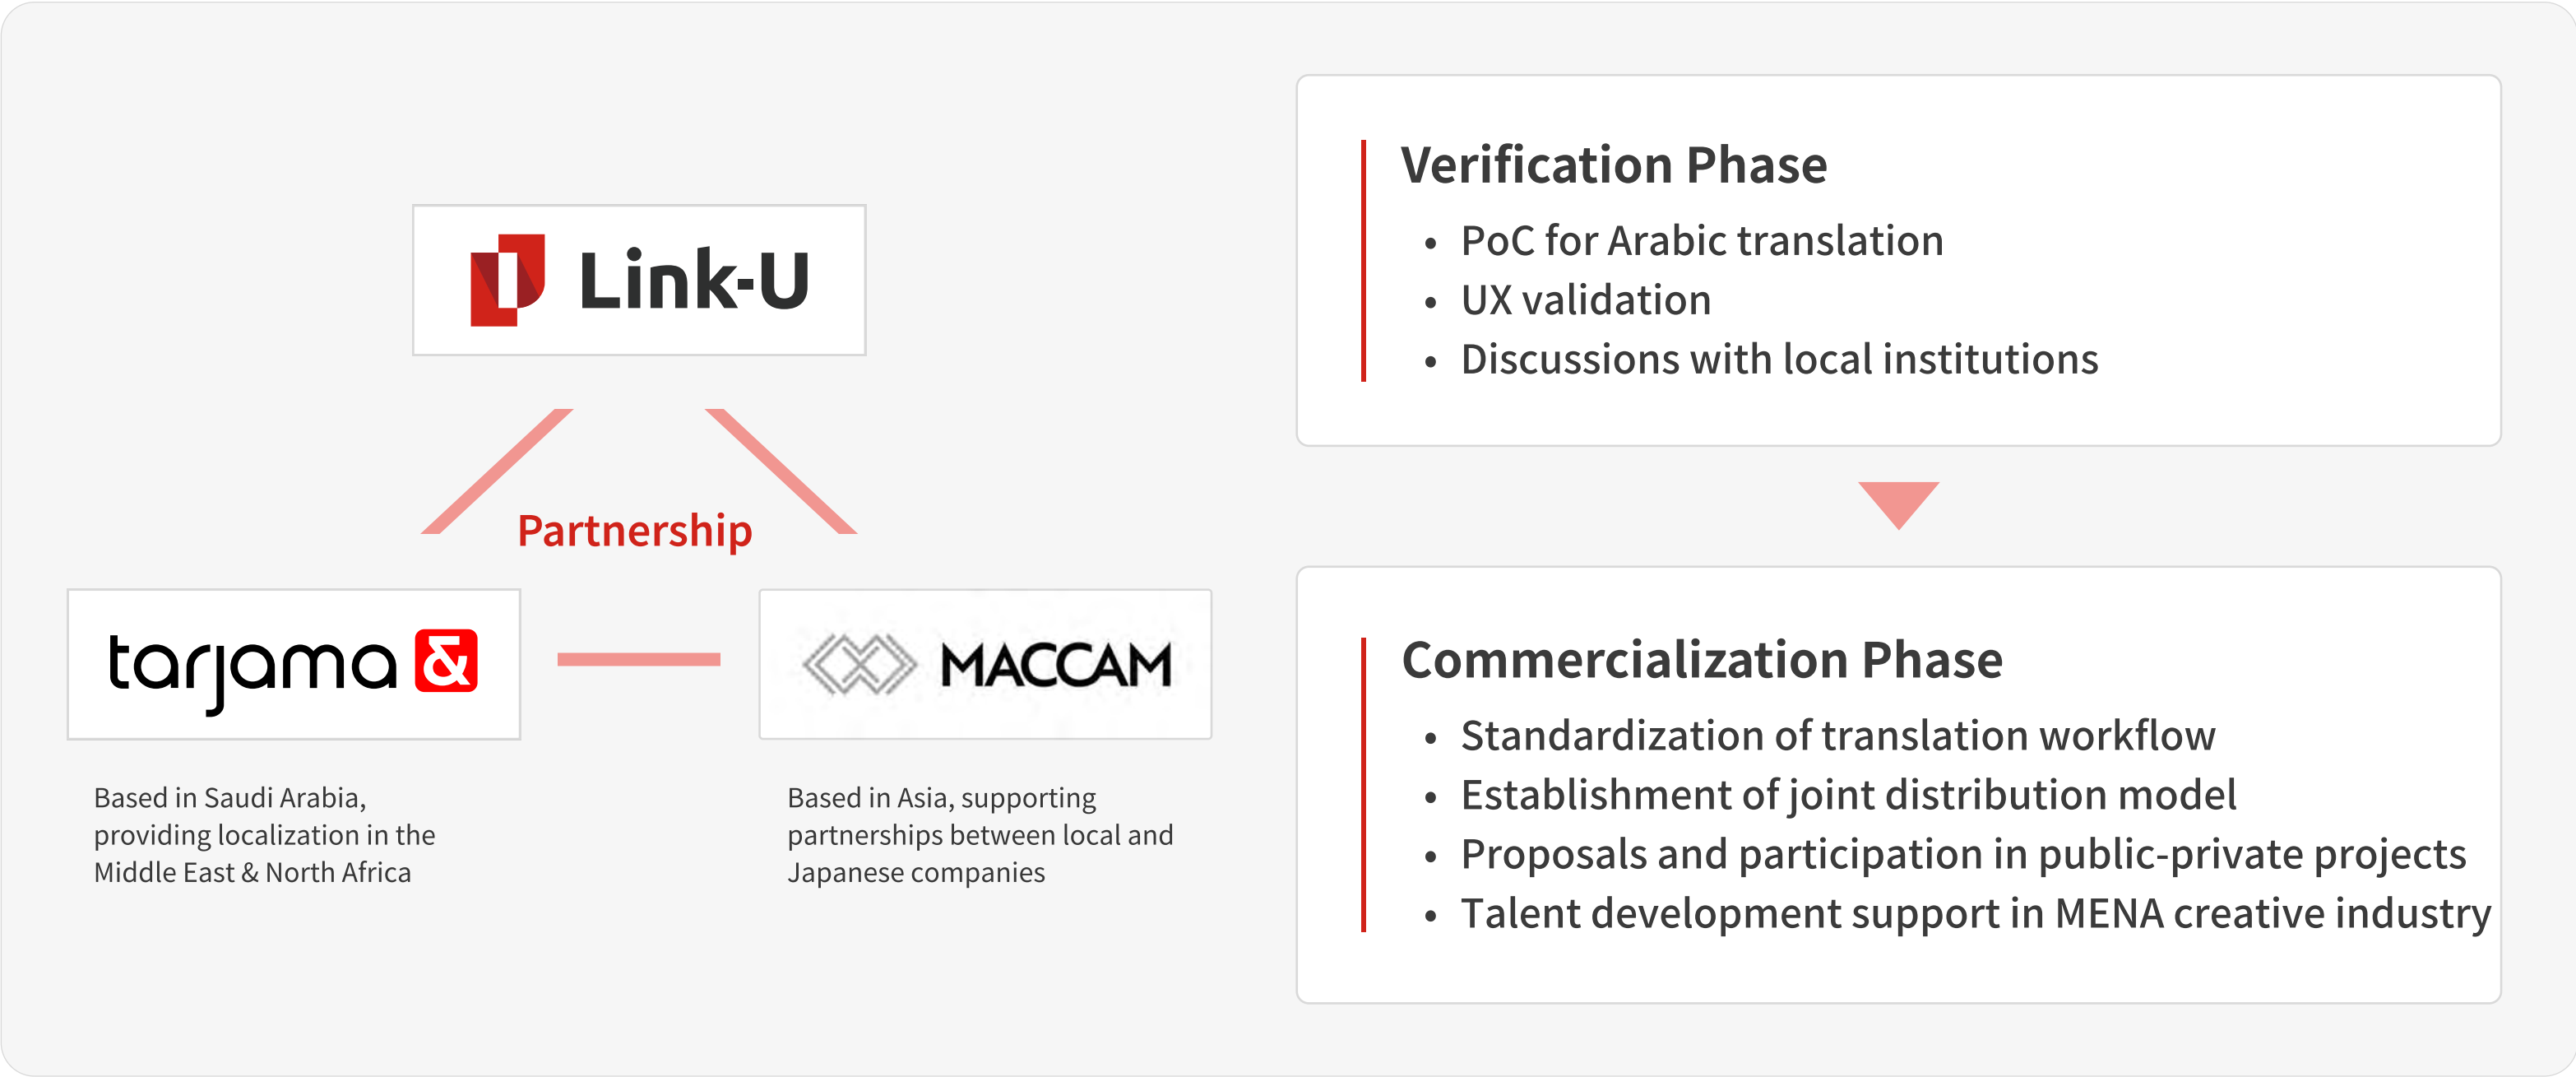 Link-U
Partnership
tarjama &
MACCAM
Based in Saudi Arabia,
providing localization in the
Middle East & North Africa
Based in Asia, supporting
partnerships between local and
Japanese companies
Verification Phase
• PoC for Arabic translation
• UX validation
• Discussions with local institutions
Commercialization Phase
• Standardization of translation workflow
• Establishment of joint distribution model
• Proposals and participation in public-private projects
• Talent development support in MENA creative industry